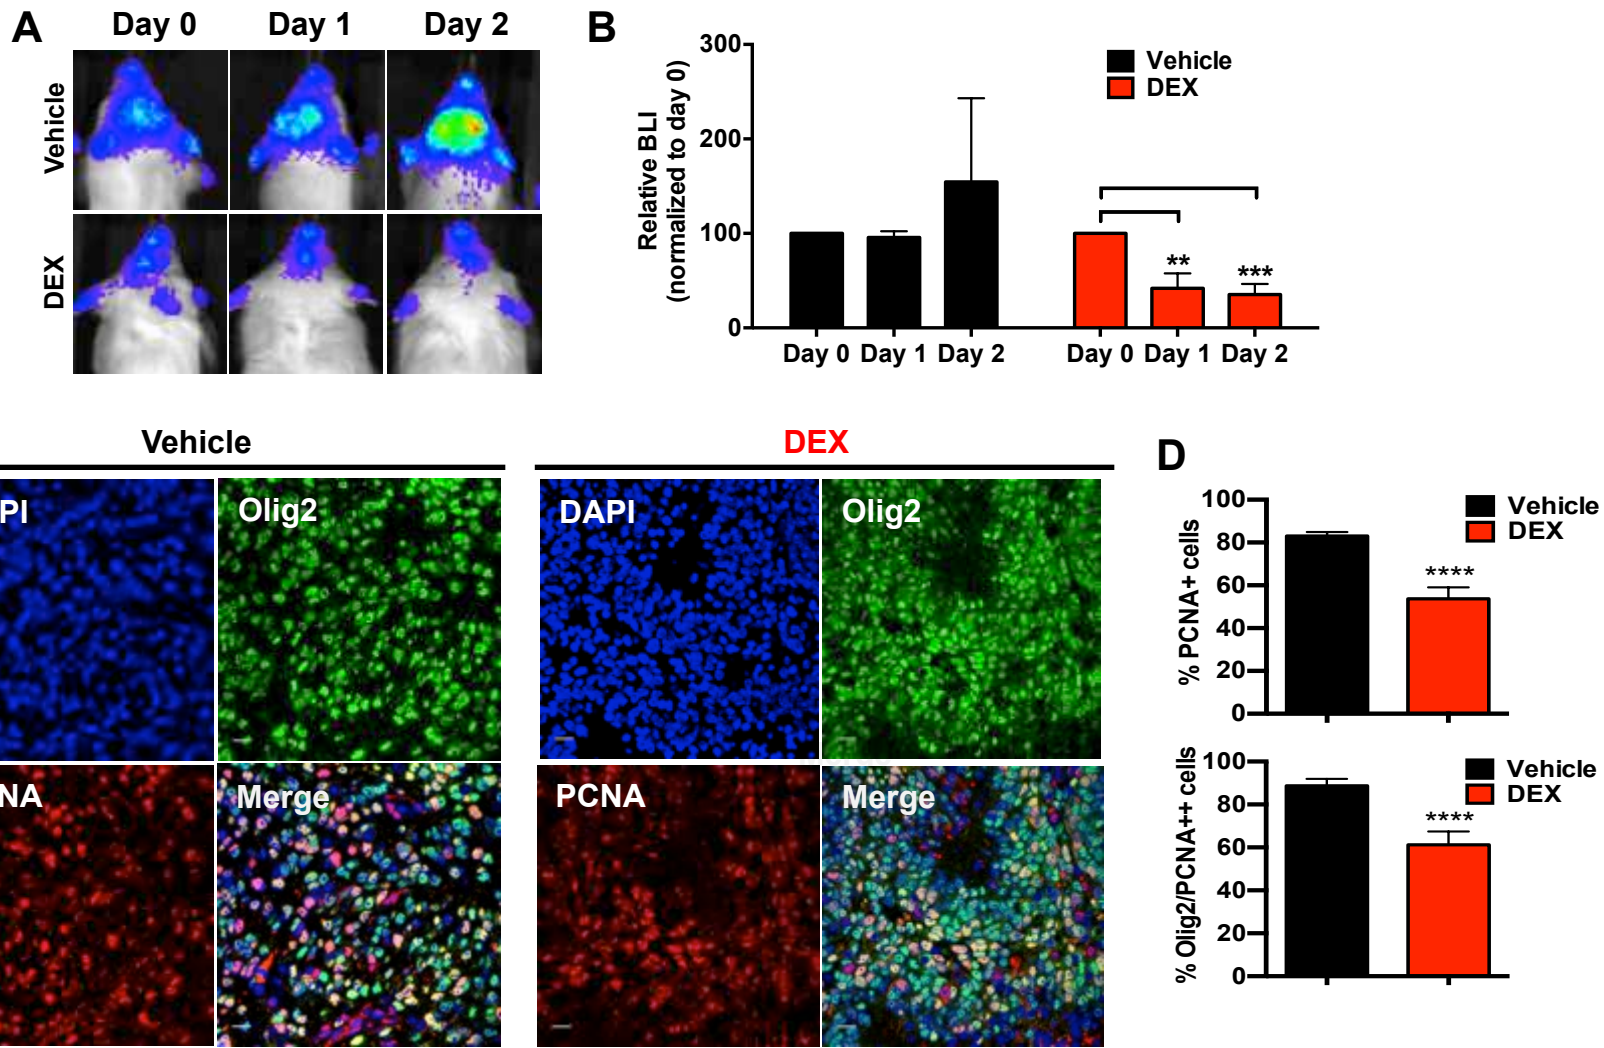 A
Day 0 Day 1 Day 2
Vehicle
DEX
B
Relative BLI
(normalized to day 0)
300
200
100
0
Vehicle
DEX
** ***
Day 0 Day 1 Day 2 Day 0 Day 1 Day 2
Vehicle
PI Olig2
NA Merge
DEX
DAPI Olig2
PCNA Merge
D
% PCNA+ cells
100
80
60
40
20
0
Vehicle
DEX
****
% Olig2/PCNA++ cells
100
80
60
40
20
0
Vehicle
DEX
****